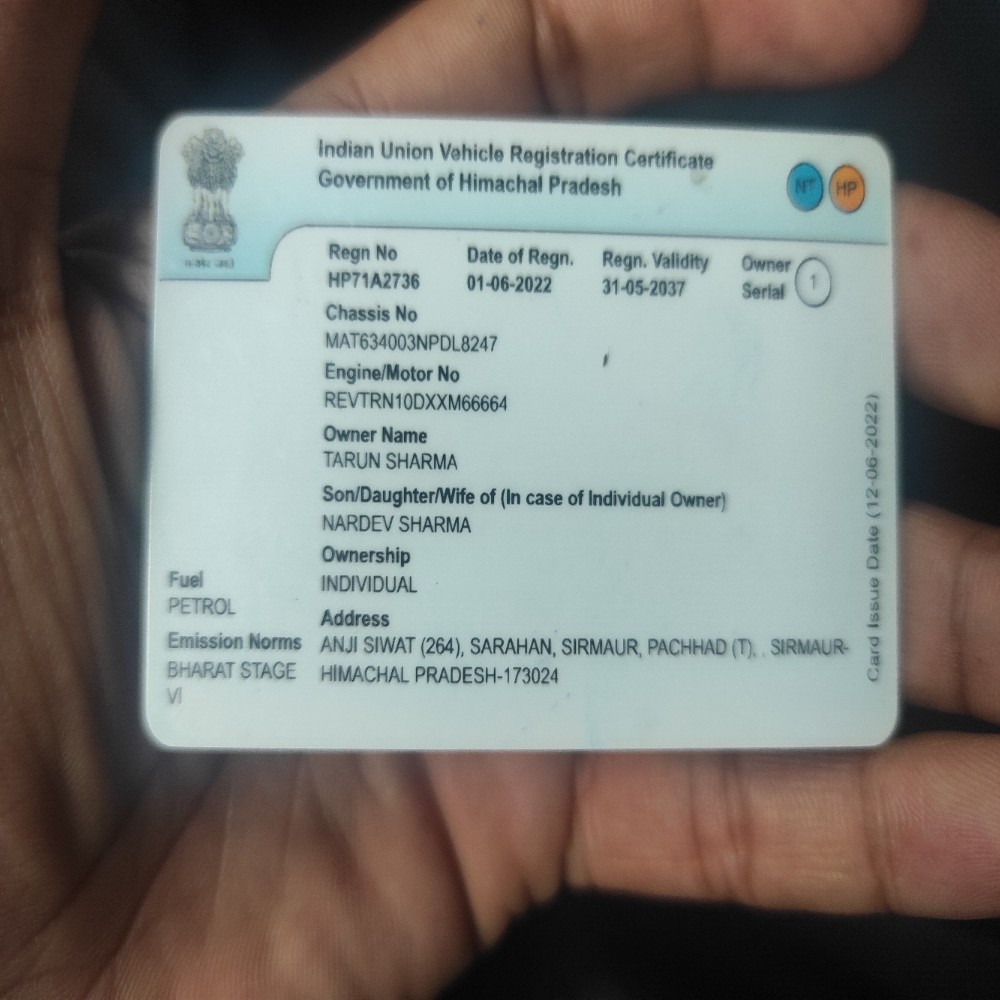 Indian Union Vehicle Registration Certificate
Government of Himachal Pradesh
NT HP
Regn No Date of Regn. Regn. Validity Owner Serial 1
HP71A2736 01-06-2022 31-05-2037
Chassis No
MAT634003NPDL8247
Engine/Motor No
REVTRN10DXXM66664
Owner Name
TARUN SHARMA
Son/Daughter/Wife of (In case of Individual Owner)
NARDEV SHARMA
Ownership
INDIVIDUAL
Fuel
PETROL
Emission Norms
BHARAT STAGE
VI
Address
ANJI SIWAT (264), SARAHAN, SIRMAUR, PACHHAD (T), . SIRMAUR-
HIMACHAL PRADESH-173024
Card Issue Date (12-06-2022)